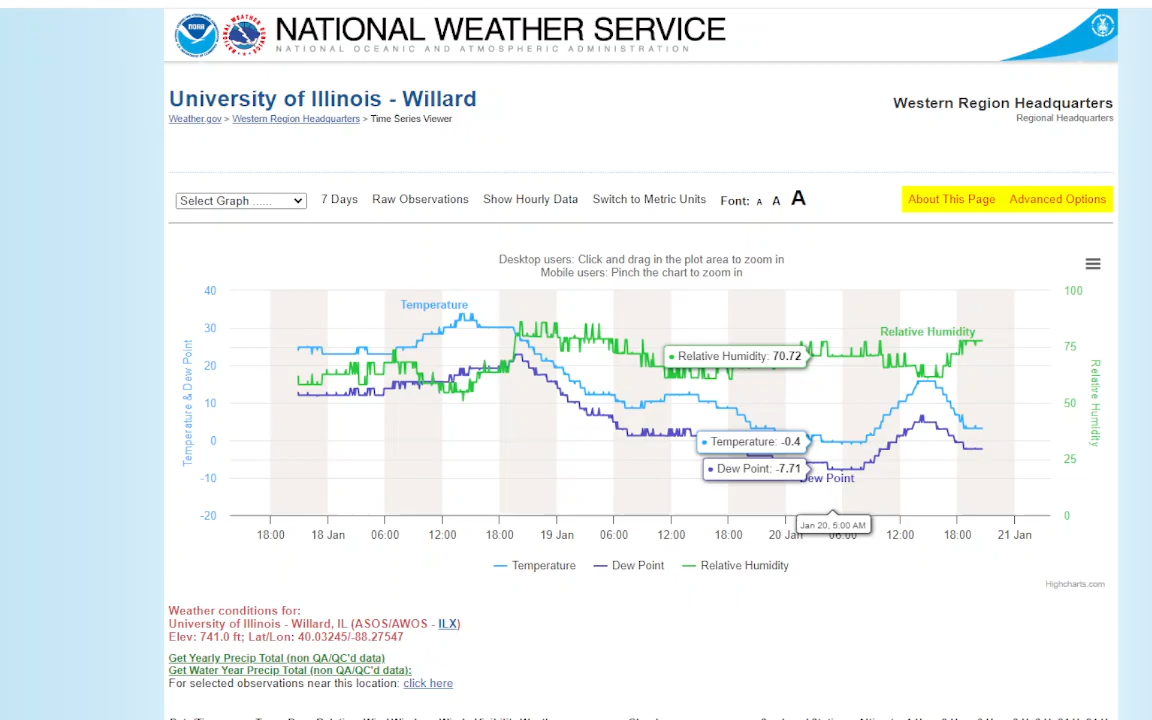 NOAA
NATIONAL WEATHER SERVICE
NATIONAL OCEANIC AND ATMOSPHERIC ADMINISTRATION
University of Illinois - Willard
Western Region Headquarters
Weather.gov > Western Region Headquarters > Time Series Viewer
Regional Headquarters
Select Graph ...... 7 Days Raw Observations Show Hourly Data Switch to Metric Units Font: A A A About This Page Advanced Options
Desktop users: Click and drag in the plot area to zoom in
Mobile users: Pinch the chart to zoom in
40 100
Temperature
30 Relative Humidity
75
Relative Humidity: 70.72
20
Temperature & Dew Point
Relative Humidity
10 50
0 Temperature: -0.4
25
Dew Point: -7.71
-10 Dew Point
-20 0
Jan 20, 5:00 AM
18:00 18 Jan 06:00 12:00 18:00 19 Jan 06:00 12:00 18:00 20 Jan 06:00 12:00 18:00 21 Jan
Temperature Dew Point Relative Humidity
Highcharts.com
Weather conditions for:
University of Illinois - Willard, IL (ASOS/AWOS - ILX)
Elev: 741.0 ft; Lat/Lon: 40.03245/-88.27547
Get Yearly Precip Total (non QA/QC'd data)
Get Water Year Precip Total (non QA/QC'd data):
For selected observations near this location: click here